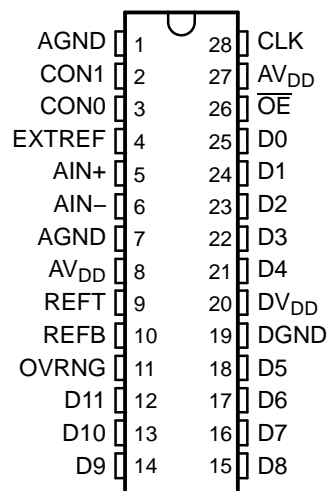 AGND 1 28 CLK
CON1 2 27 AVDD
CON0 3 26 O̅E̅
EXTREF 4 25 D0
AIN+ 5 24 D1
AIN− 6 23 D2
AGND 7 22 D3
AVDD 8 21 D4
REFT 9 20 DVDD
REFB 10 19 DGND
OVRNG 11 18 D5
D11 12 17 D6
D10 13 16 D7
D9 14 15 D8